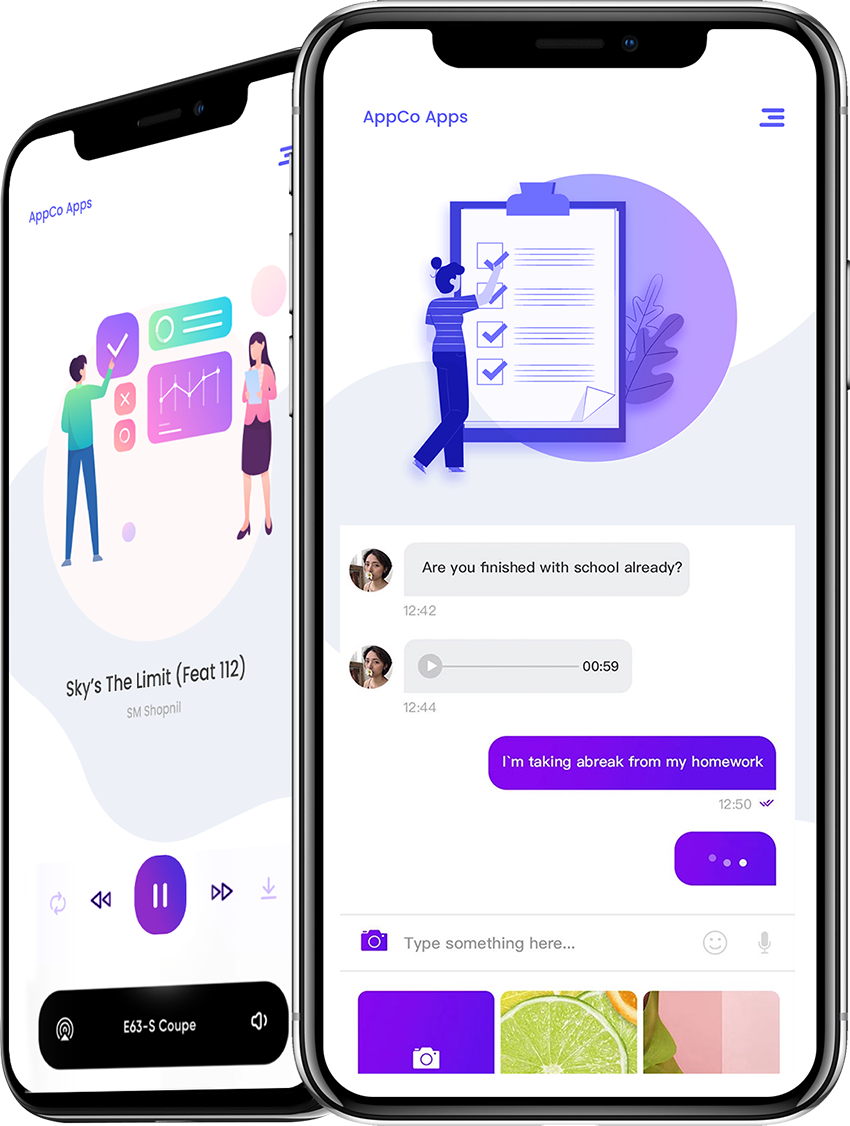 AppCo Apps
Sky's The Limit (Feat 112)
SM Shopnil
E63-S Coupe
AppCo Apps
Are you finished with school already?
12:42
00:59
12:44
I`m taking abreak from my homework
12:50
Type something here...